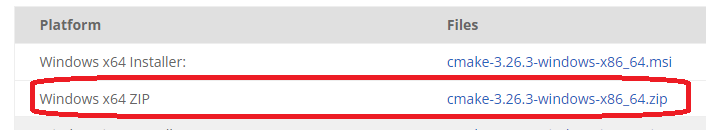 Platform Files
Windows x64 Installer: cmake-3.26.3-windows-x86_64.msi
Windows x64 ZIP cmake-3.26.3-windows-x86_64.zip